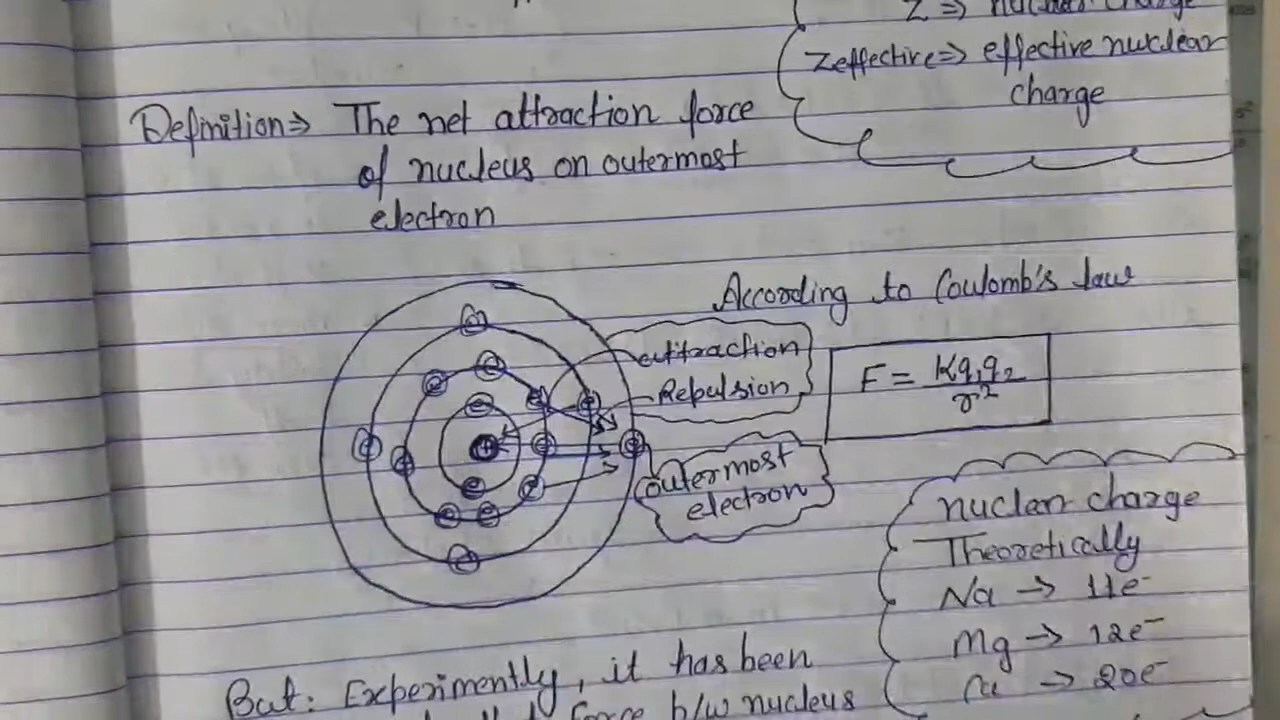 Z => nuclear charge
Zeffective => effective nuclear
charge
Definition => The net attraction force
of nucleus on outermost
electron
According to Coulomb's law
attraction
Repulsion
F = Kq1q2/r²
outermost
electron
nuclear charge
Theoretically
Na → 11e⁻
Mg → 12e⁻
Ca → 20e⁻
But: Experimently, it has been
force b/w nucleus